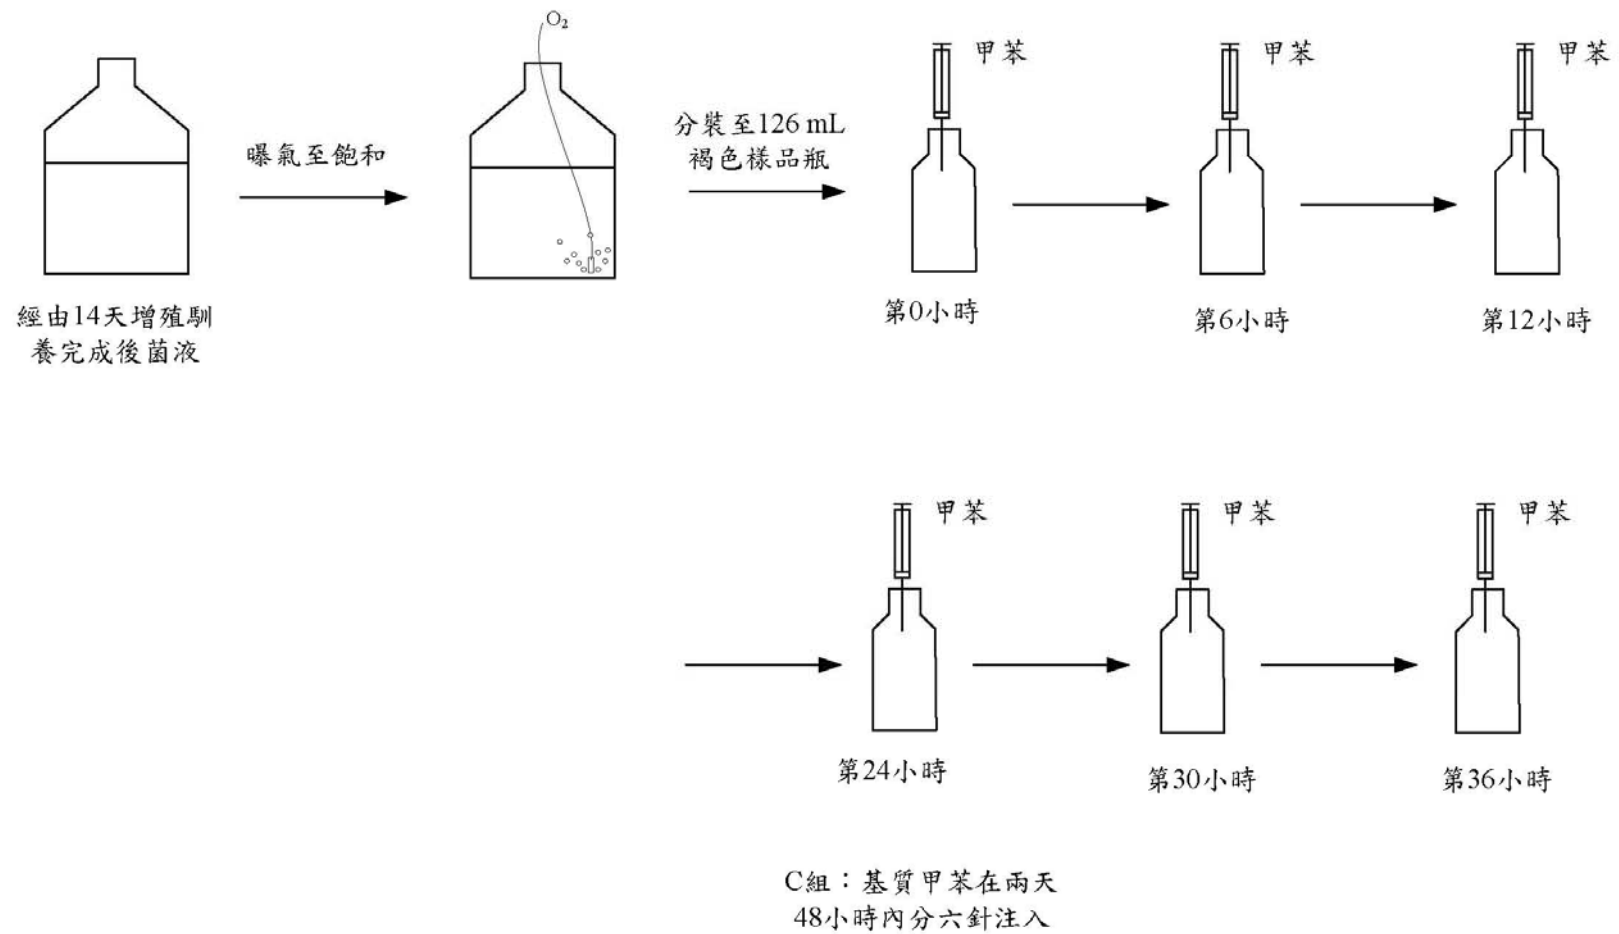 O₂
曝氣至飽和
分裝至126 mL
褐色樣品瓶
甲苯
甲苯
甲苯
經由14天增殖馴
養完成後菌液
第0小時
第6小時
第12小時
甲苯
甲苯
甲苯
第24小時
第30小時
第36小時
C組：基質甲苯在兩天
48小時內分六針注入